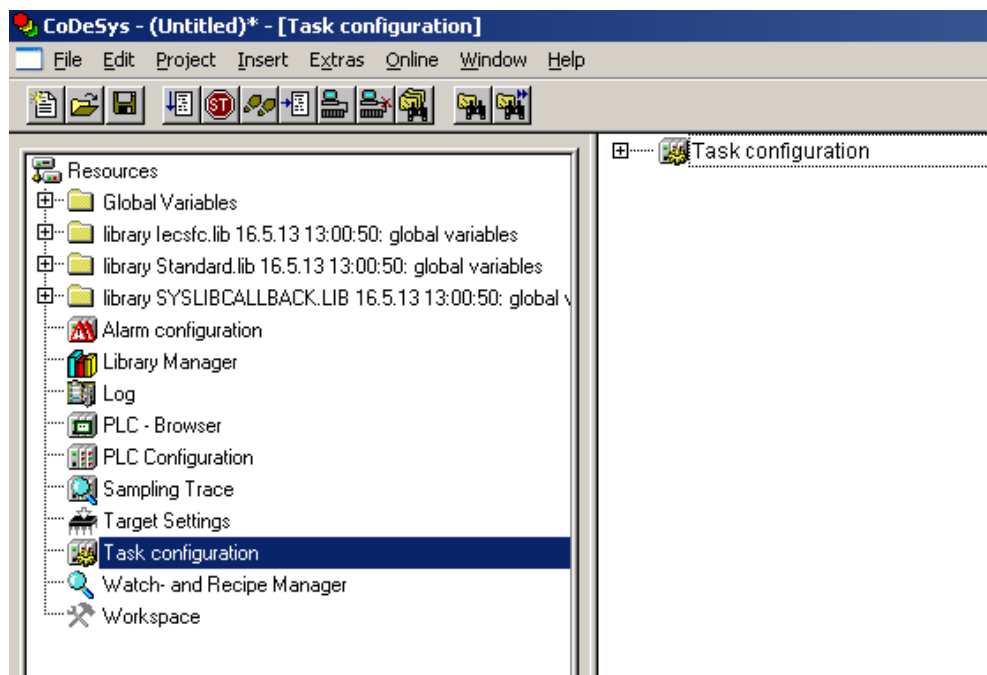 CoDeSys - (Untitled)* - [Task configuration]
File Edit Project Insert Extras Online Window Help
ST
Task configuration
Resources
Global Variables
library Iecsfc.lib 16.5.13 13:00:50: global variables
library Standard.lib 16.5.13 13:00:50: global variables
library SYSLIBCALLBACK.LIB 16.5.13 13:00:50: global
Alarm configuration
Library Manager
Log
PLC - Browser
PLC Configuration
Sampling Trace
Target Settings
Task configuration
Watch- and Recipe Manager
Workspace